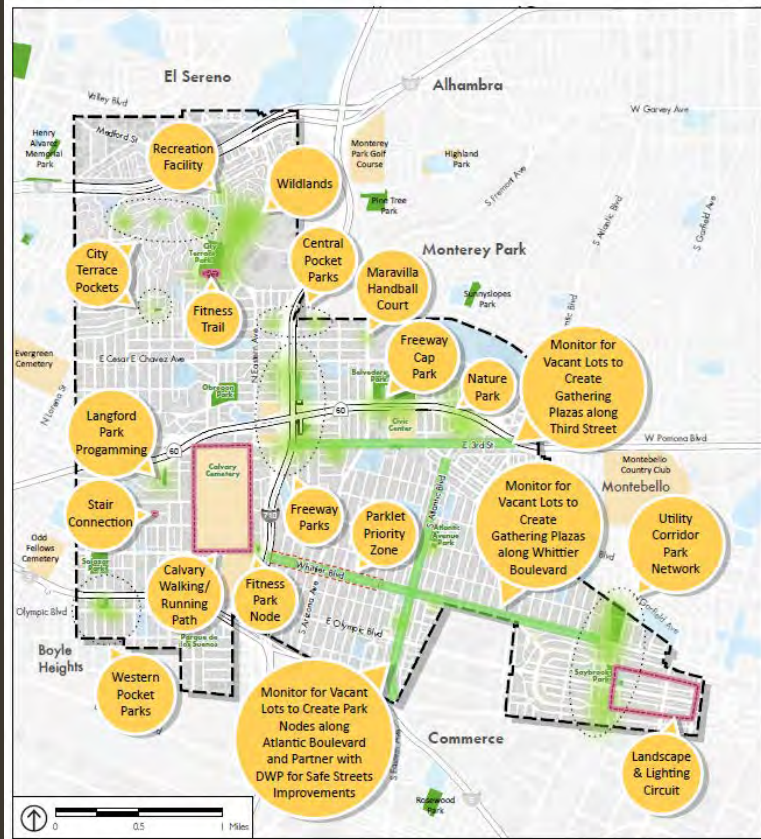 El Sereno
Alhambra
Valley Blvd
W Garvey Ave
Medford St
Henry
Alvarez
Memorial
Park
Recreation
Facility
Monterey
Park Golf
Course
Highland
Park
Wildlands
S Fremont Ave
S Atlantic Blvd
S Garfield Ave
Pine Tree
Park
City
Terrace
Park
City
Terrace
Pockets
Central
Pocket
Parks
Monterey Park
Maravilla
Handball
Court
Fitness
Trail
Sunnyslopes
Park
Monitor for
Vacant Lots to
Create
Gathering
Plazas along
Third Street
Freeway
Cap
Park
Nature
Park
Evergreen
Cemetery
E Cesar E Chavez Ave
N Eastern Ave
Belvedere
Park
N Lorena St
Obregon
Park
60
Civic
Center
E 3rd St
W Pomona Blvd
Langford
Park
Progamming
60
Calvary
Cemetery
Montebello
Country Club
Montebello
Stair
Connection
710
Freeway
Parks
Parklet
Priority
Zone
S Atlantic Blvd
Atlantic
Avenue
Park
Monitor for
Vacant Lots to
Create
Gathering Plazas
along Whittier
Boulevard
Utility
Corridor
Park
Network
Blvd
Odd
Fellows
Cemetery
Salazar
Park
Calvary
Walking/
Running
Path
Fitness
Park
Node
Whittier Blvd
S Arizona Ave
E Olympic Blvd
Garfield Ave
Olympic Blvd
Boyle
Heights
Parque de
los Suenos
Saybrook
Park
Western
Pocket
Parks
Monitor for Vacant
Lots to Create Park
Nodes along
Atlantic Boulevard
and Partner with
DWP for Safe Streets
Improvements
Commerce
Landscape
& Lighting
Circuit
Rosewood
Park
0 0.5 1 Miles